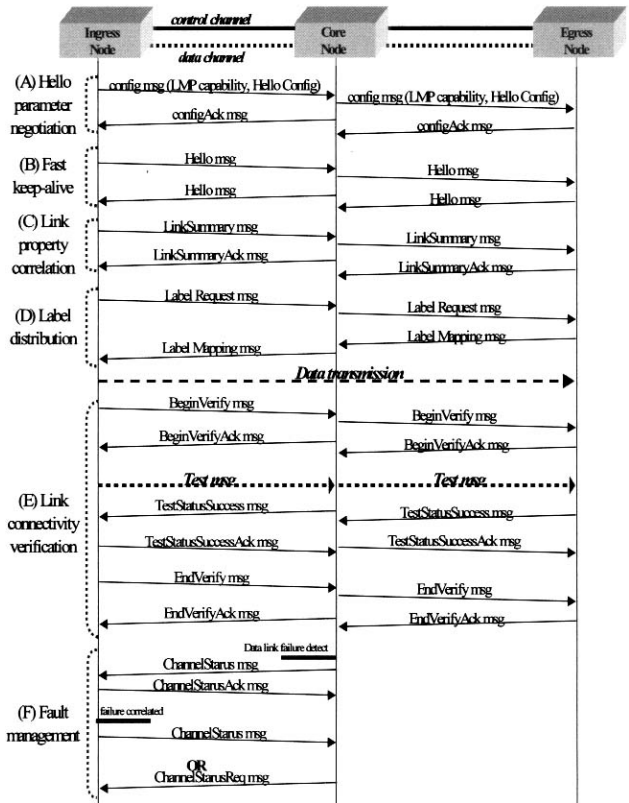 control channel
Ingress Node
Core Node
Egress Node
data channel
(A) Hello parameter negotiation
config msg (LMP capability, Hello Config)
config msg (LMP capability, Hello Config)
configAck msg
configAck msg
(B) Fast keep-alive
Hello msg
Hello msg
Hello msg
Hello msg
(C) Link property correlation
LinkSummary msg
LinkSummary msg
LinkSummaryAck msg
LinkSummaryAck msg
(D) Label distribution
Label Request msg
Label Request msg
Label Mapping msg
Label Mapping msg
Data transmission
(E) Link connectivity verification
BeginVerify msg
BeginVerify msg
BeginVerifyAck msg
BeginVerifyAck msg
Test msg
Test msg
TestStatusSuccess msg
TestStatusSuccess msg
TestStatusSuccessAck msg
TestStatusSuccessAck msg
EndVerify msg
EndVerify msg
EndVerifyAck msg
EndVerifyAck msg
(F) Fault management
Data link failure detect
ChannelStarus msg
ChannelStarusAck msg
failure correlated
ChannelStarus msg
OR
ChannelStarusReq msg